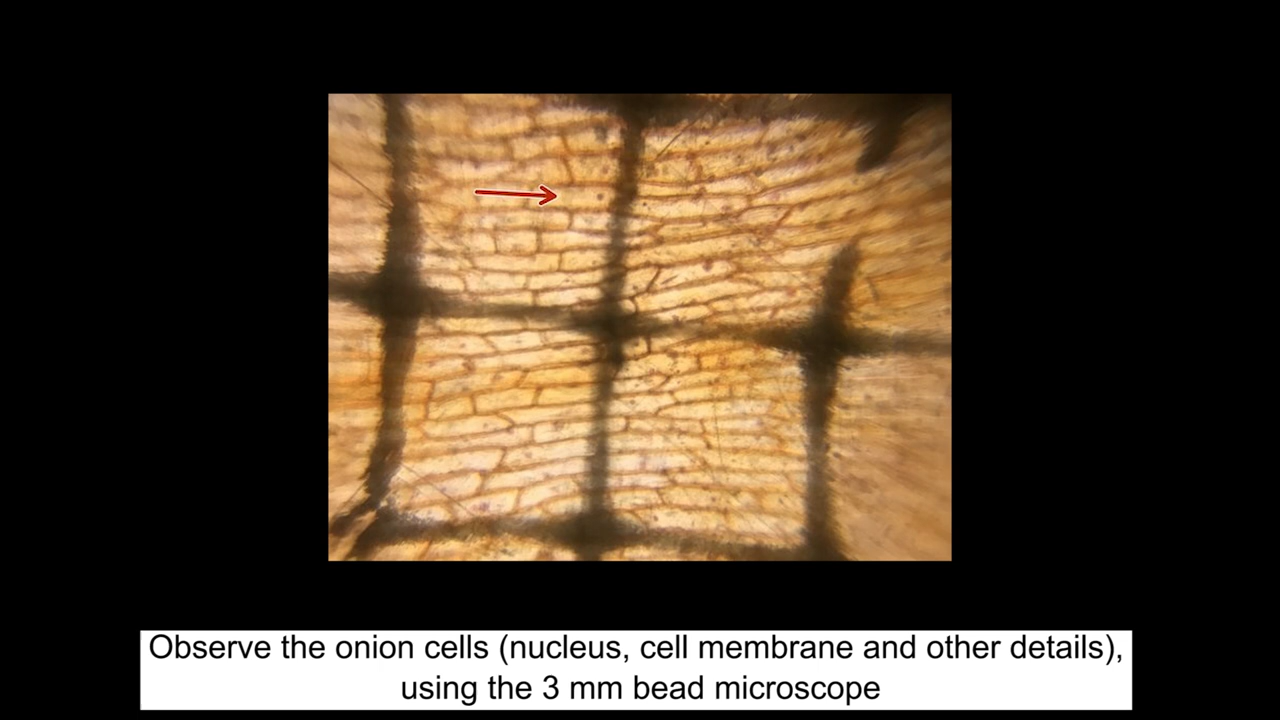 Observe the onion cells (nucleus, cell membrane and other details),
using the 3 mm bead microscope